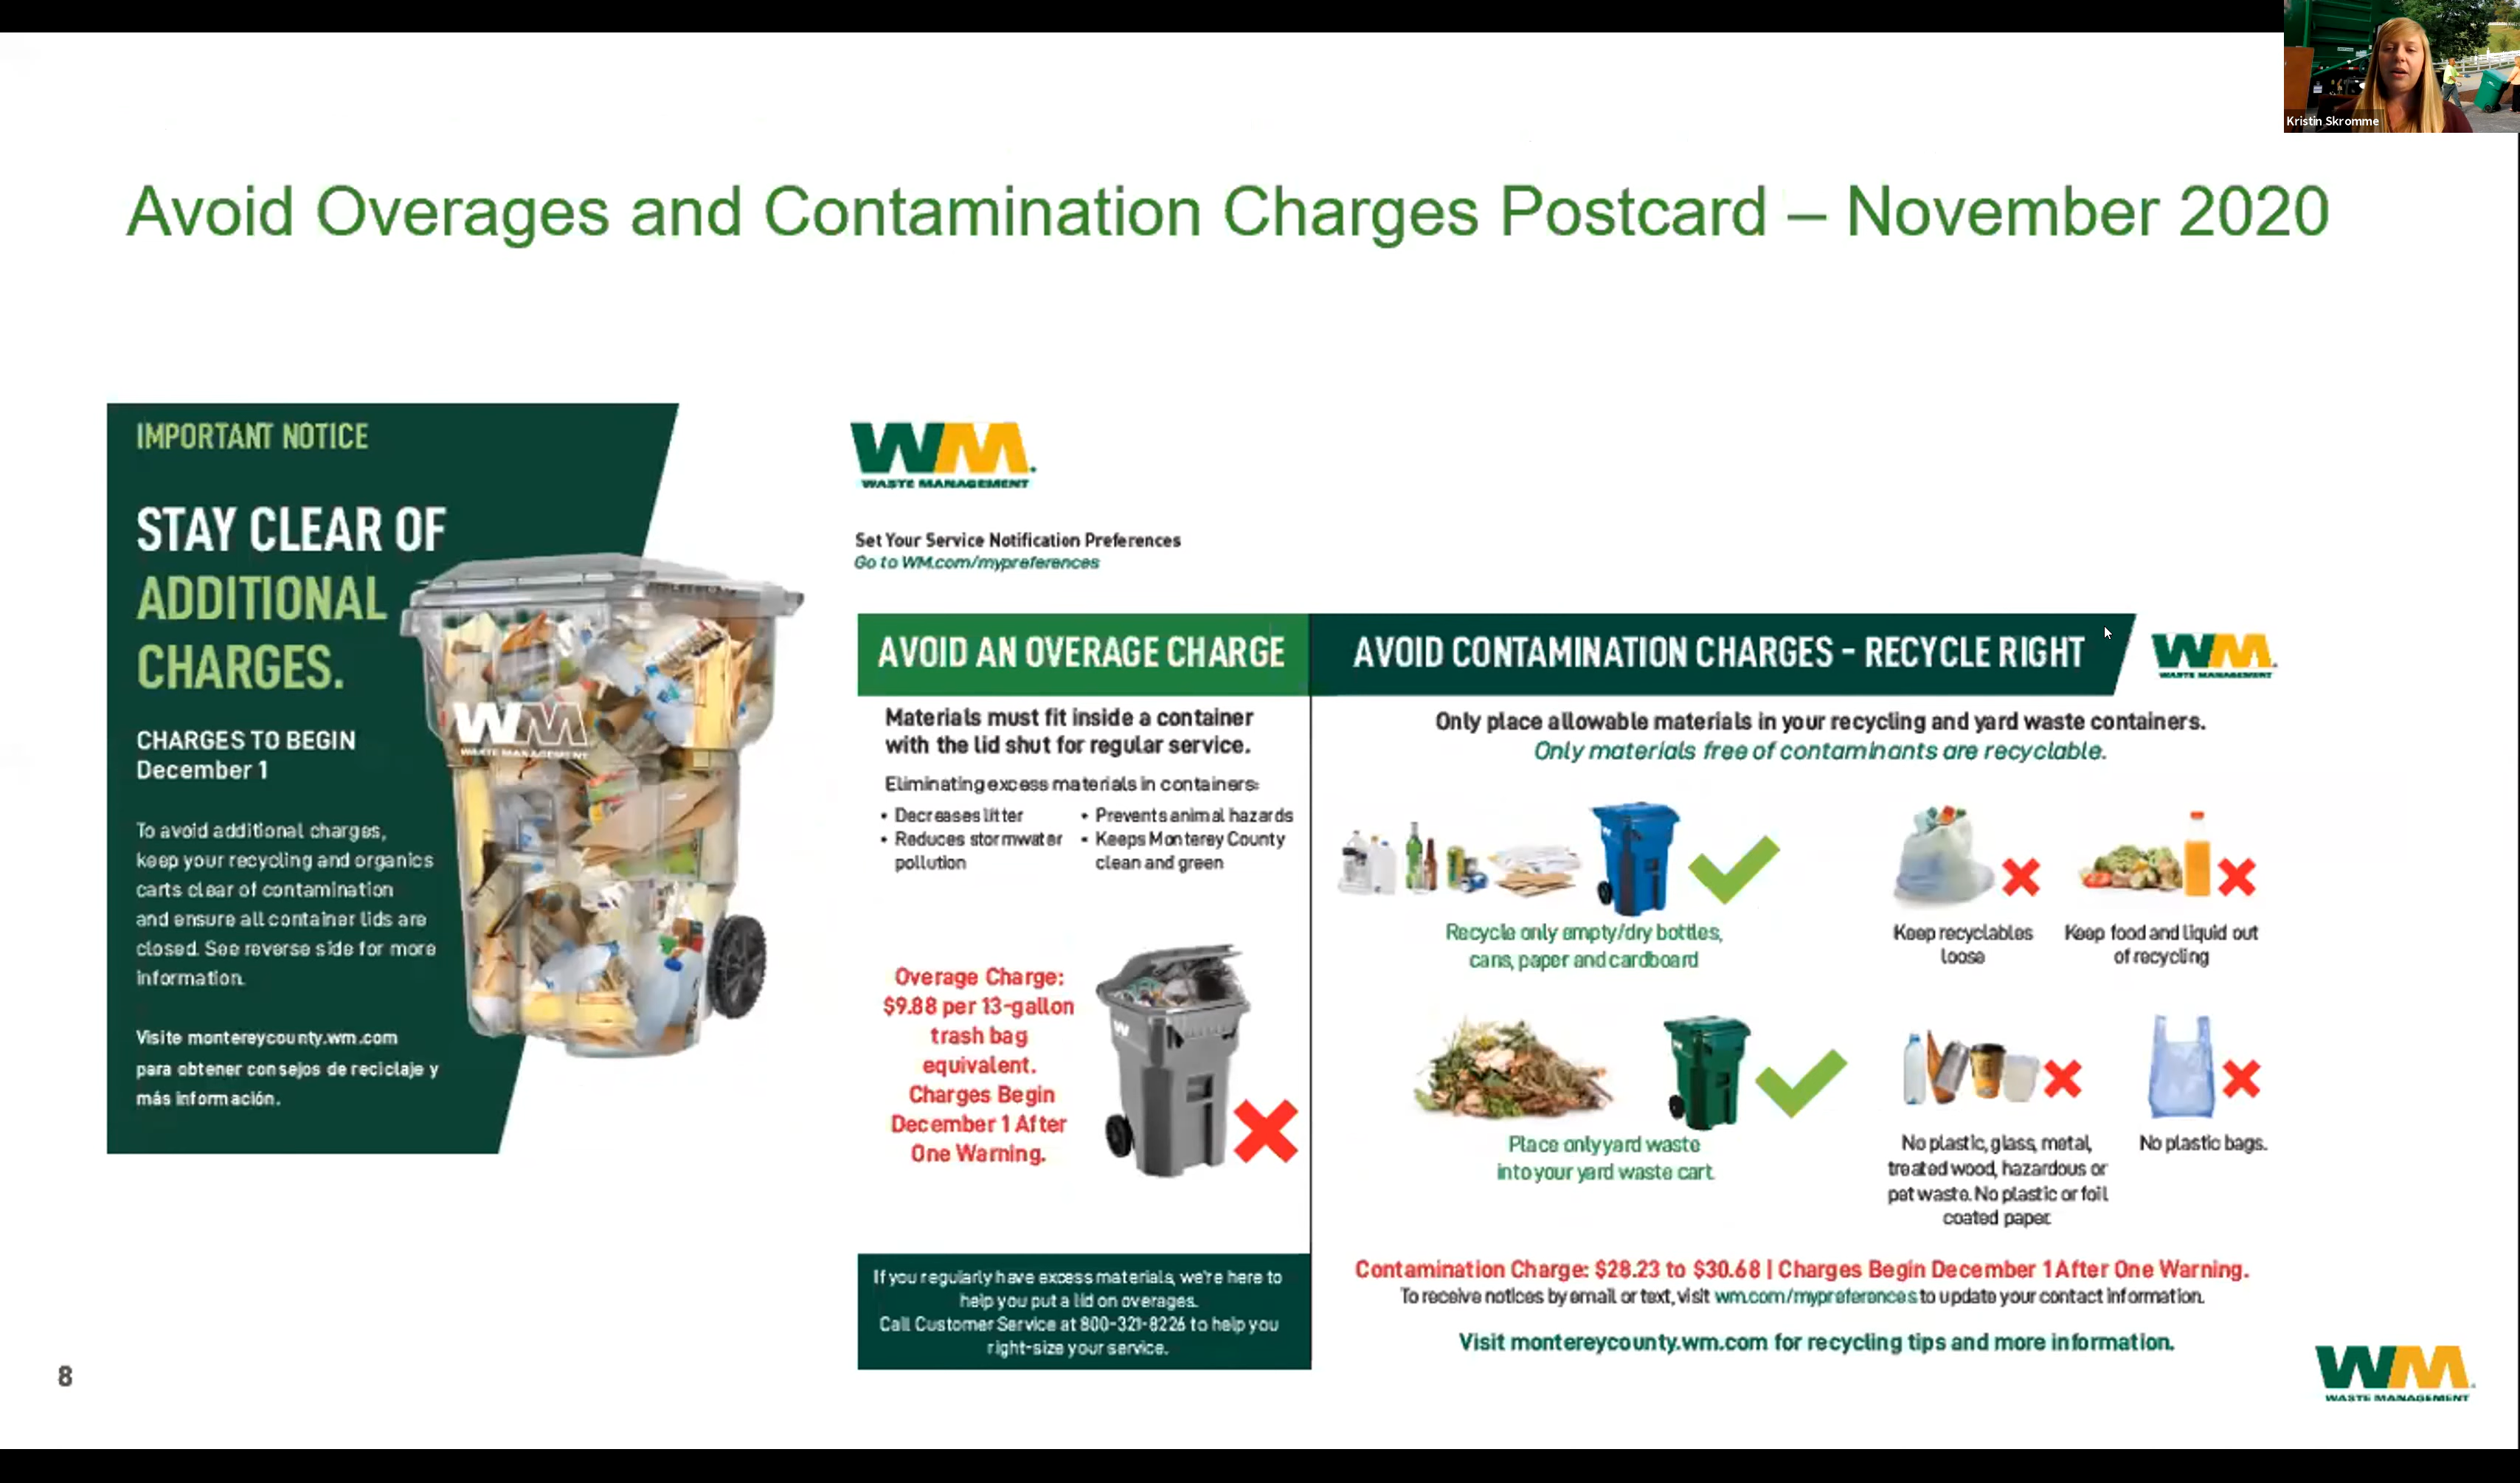 Kristin Skromme
Avoid Overages and Contamination Charges Postcard – November 2020
IMPORTANT NOTICE
STAY CLEAR OF
ADDITIONAL
CHARGES.
CHARGES TO BEGIN
December 1
To avoid additional charges,
keep your recycling and organics
carts clear of contamination
and ensure all container lids are
closed. See reverse side for more
information.
Visite montereycounty.wm.com
para obtener consejos de reciclaje y
más información.
WM
WASTE MANAGEMENT
WM
WASTE MANAGEMENT
Set Your Service Notification Preferences
Go to WM.com/mypreferences
AVOID AN OVERAGE CHARGE
Materials must fit inside a container
with the lid shut for regular service.
Eliminating excess materials in containers:
• Decreases litter
• Reduces stormwater
pollution
• Prevents animal hazards
• Keeps Monterey County
clean and green
Overage Charge:
$9.88 per 13-gallon
trash bag
equivalent.
Charges Begin
December 1 After
One Warning.
W
If you regularly have excess materials, we're here to
help you put a lid on overages.
Call Customer Service at 800-321-8226 to help you
right-size your service.
AVOID CONTAMINATION CHARGES - RECYCLE RIGHT
WM
WASTE MANAGEMENT
Only place allowable materials in your recycling and yard waste containers.
Only materials free of contaminants are recyclable.
Recycle only empty/dry bottles,
cans, paper and cardboard
Keep recyclables
loose
Keep food and liquid out
of recycling
Place only yard waste
into your yard waste cart.
No plastic, glass, metal,
treated wood, hazardous or
pet waste. No plastic or foil
coated paper.
No plastic bags.
Contamination Charge: $28.23 to $30.68 | Charges Begin December 1 After One Warning.
To receive notices by email or text, visit wm.com/mypreferences to update your contact information.
Visit montereycounty.wm.com for recycling tips and more information.
8
WM
WASTE MANAGEMENT